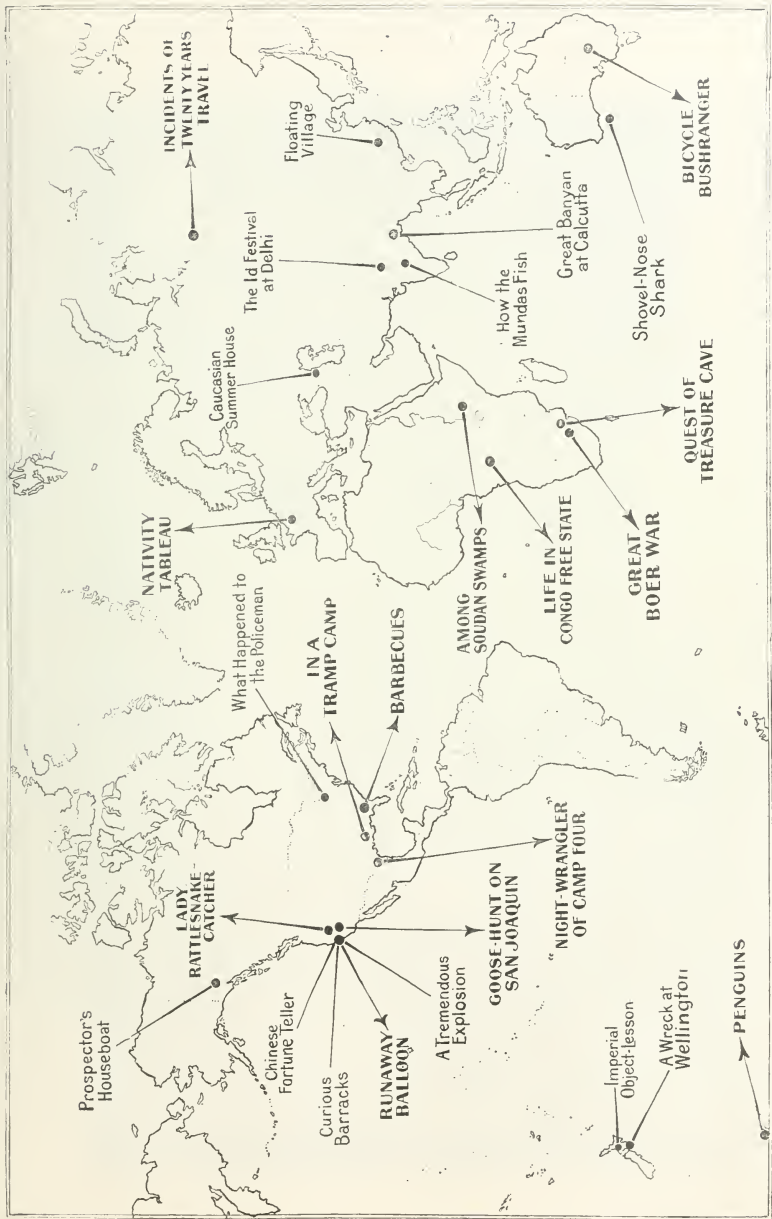 Prospector's
Houseboat
LADY
RATTLESNAKE-
CATCHER
Chinese
Fortune Teller
Curious
Barracks
RUNAWAY
BALLOON
A Tremendous
Explosion
GOOSE-HUNT ON
SAN JOAQUIN
"NIGHT-WRANGLER"
OF CAMP FOUR
What Happened to
the Policeman
IN A
TRAMP CAMP
BARBECUES
Imperial
Object-Lesson
A Wreck at
Wellington
PENGUINS
NATIVITY
TABLEAU
Caucasian
Summer House
AMONG
SOUDAN SWAMPS
LIFE IN
CONGO FREE STATE
GREAT
BOER WAR
QUEST OF
TREASURE CAVE
INCIDENTS OF
TWENTY YEARS
TRAVEL
The Id Festival
at Delhi
Floating
Village
How the
Mundas Fish
Great Banyan
at Calcutta
Shovel-Nose
Shark
BICYCLE
BUSHRANGER